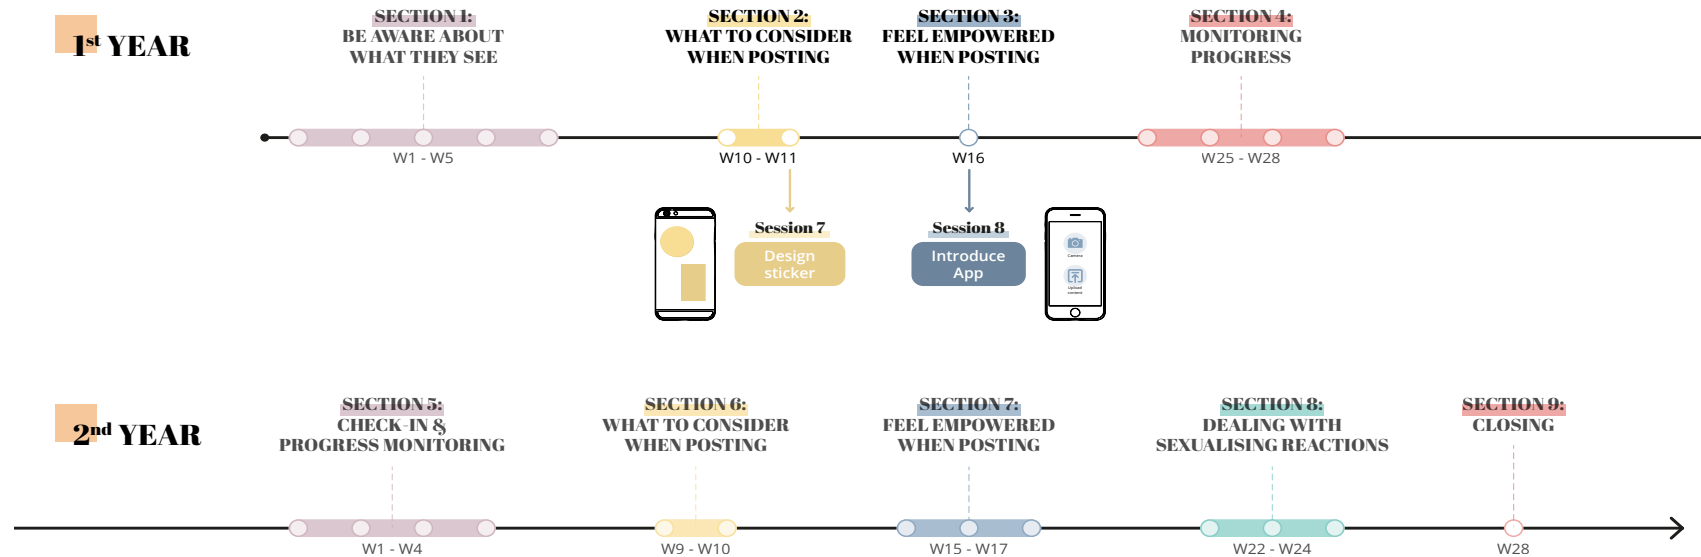 1st YEAR
SECTION 1:
BE AWARE ABOUT
WHAT THEY SEE
SECTION 2:
WHAT TO CONSIDER
WHEN POSTING
SECTION 3:
FEEL EMPOWERED
WHEN POSTING
SECTION 4:
MONITORING
PROGRESS
W1 - W5
W10 - W11
W16
W25 - W28
Session 7
Design
sticker
Session 8
Introduce
App
Camera
Upload
content
2nd YEAR
SECTION 5:
CHECK-IN &
PROGRESS MONITORING
SECTION 6:
WHAT TO CONSIDER
WHEN POSTING
SECTION 7:
FEEL EMPOWERED
WHEN POSTING
SECTION 8:
DEALING WITH
SEXUALISING REACTIONS
SECTION 9:
CLOSING
W1 - W4
W9 - W10
W15 - W17
W22 - W24
W28